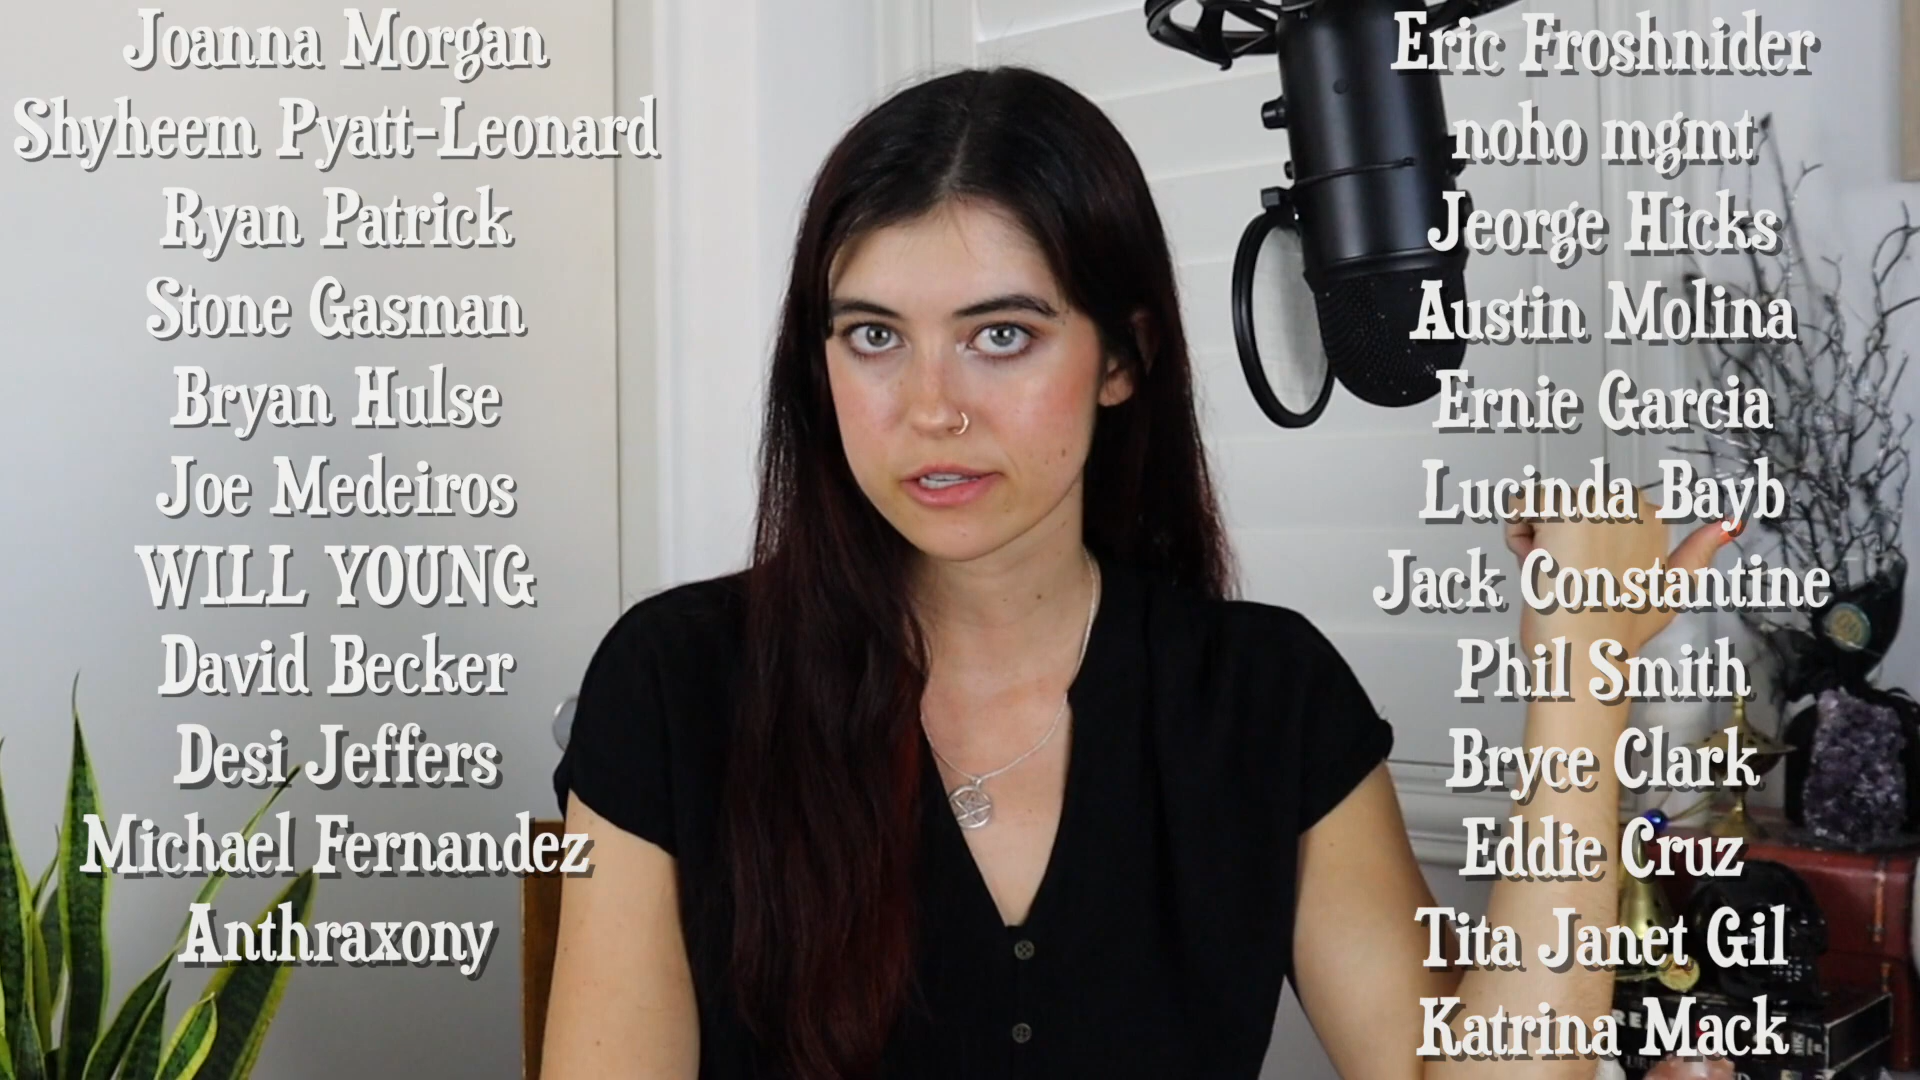 Joanna Morgan
Shyheem Pyatt-Leonard
Ryan Patrick
Stone Gasman
Bryan Hulse
Joe Medeiros
WILL YOUNG
David Becker
Desi Jeffers
Michael Fernandez
Anthraxony
Eric Froshnider
noho mgmt
Jeorge Hicks
Austin Molina
Ernie Garcia
Lucinda Bayb
Jack Constantine
Phil Smith
Bryce Clark
Eddie Cruz
Tita Janet Gil
Katrina Mack